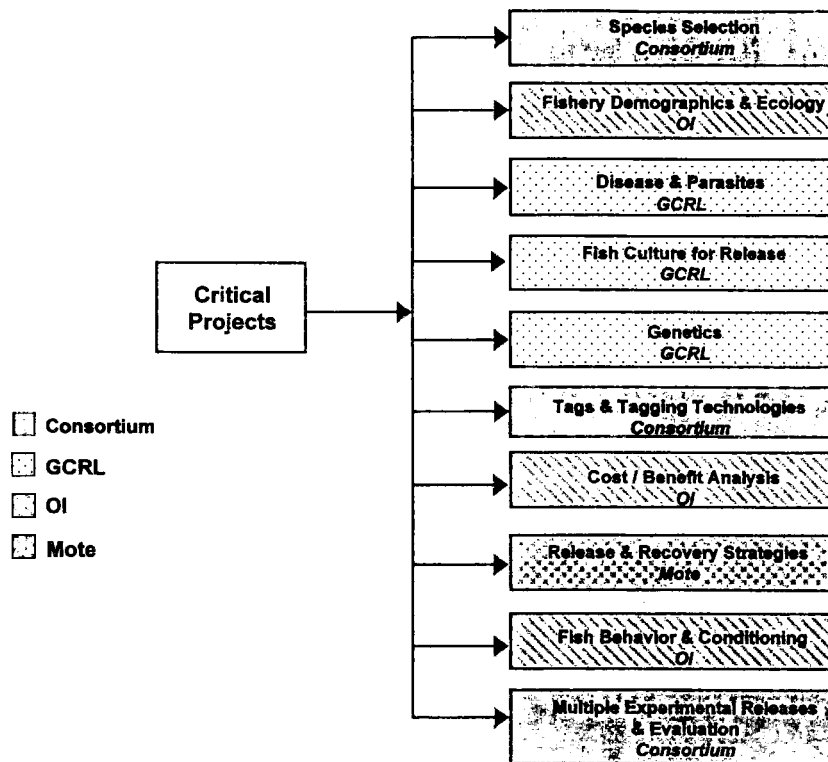 Species Selection
Consortium
Fishery Demographics & Ecology
OI
Disease & Parasites
GCRL
Fish Culture for Release
GCRL
Critical
Projects
Genetics
GCRL
Tags & Tagging Technologies
Consortium
Consortium
GCRL
OI
Mote
Cost / Benefit Analysis
OI
Release & Recovery Strategies
Mote
Fish Behavior & Conditioning
OI
Multiple Experimental Releases
& Evaluation
Consortium